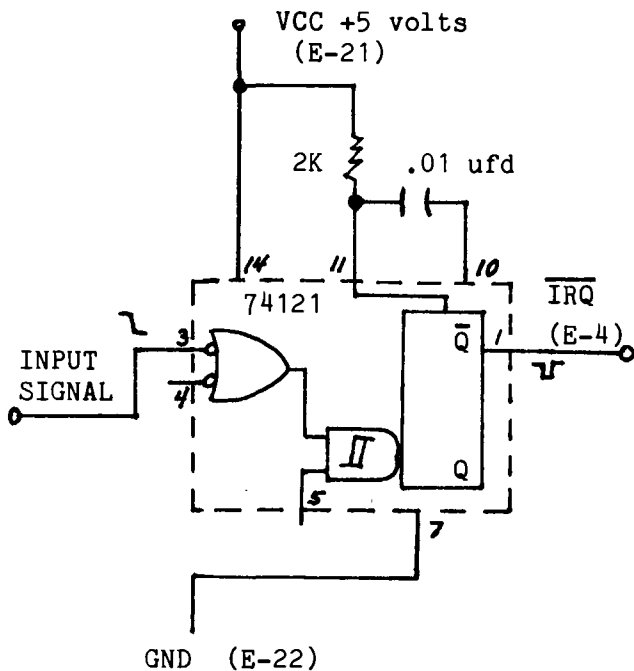 VCC +5 volts
(E-21)
2K
.01 ufd
14
11
10
74121
IRQ
(E-4)
3
Q
1
INPUT
SIGNAL
4
Q
5
7
GND (E-22)